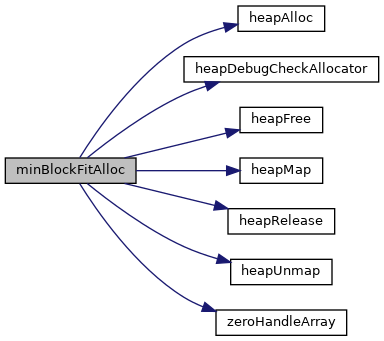 heapAlloc
heapDebugCheckAllocator
heapFree
minBlockFitAlloc
heapMap
heapRelease
heapUnmap
zeroHandleArray